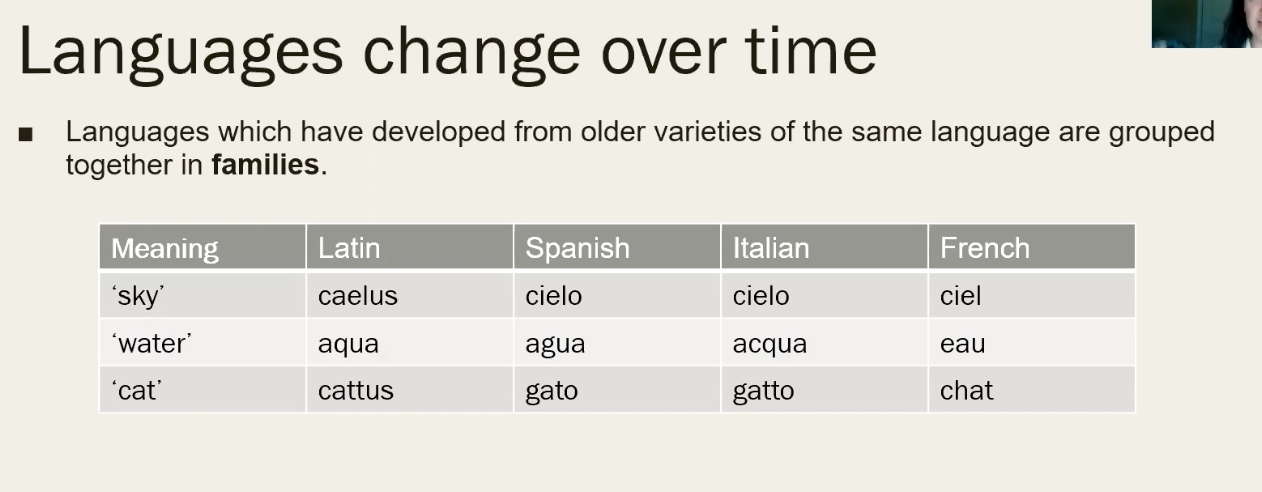 Languages change over time
■ Languages which have developed from older varieties of the same language are grouped
together in families.
Meaning Latin Spanish Italian French
‘sky’ caelus cielo cielo ciel
‘water’ aqua agua acqua eau
‘cat’ cattus gato gatto chat